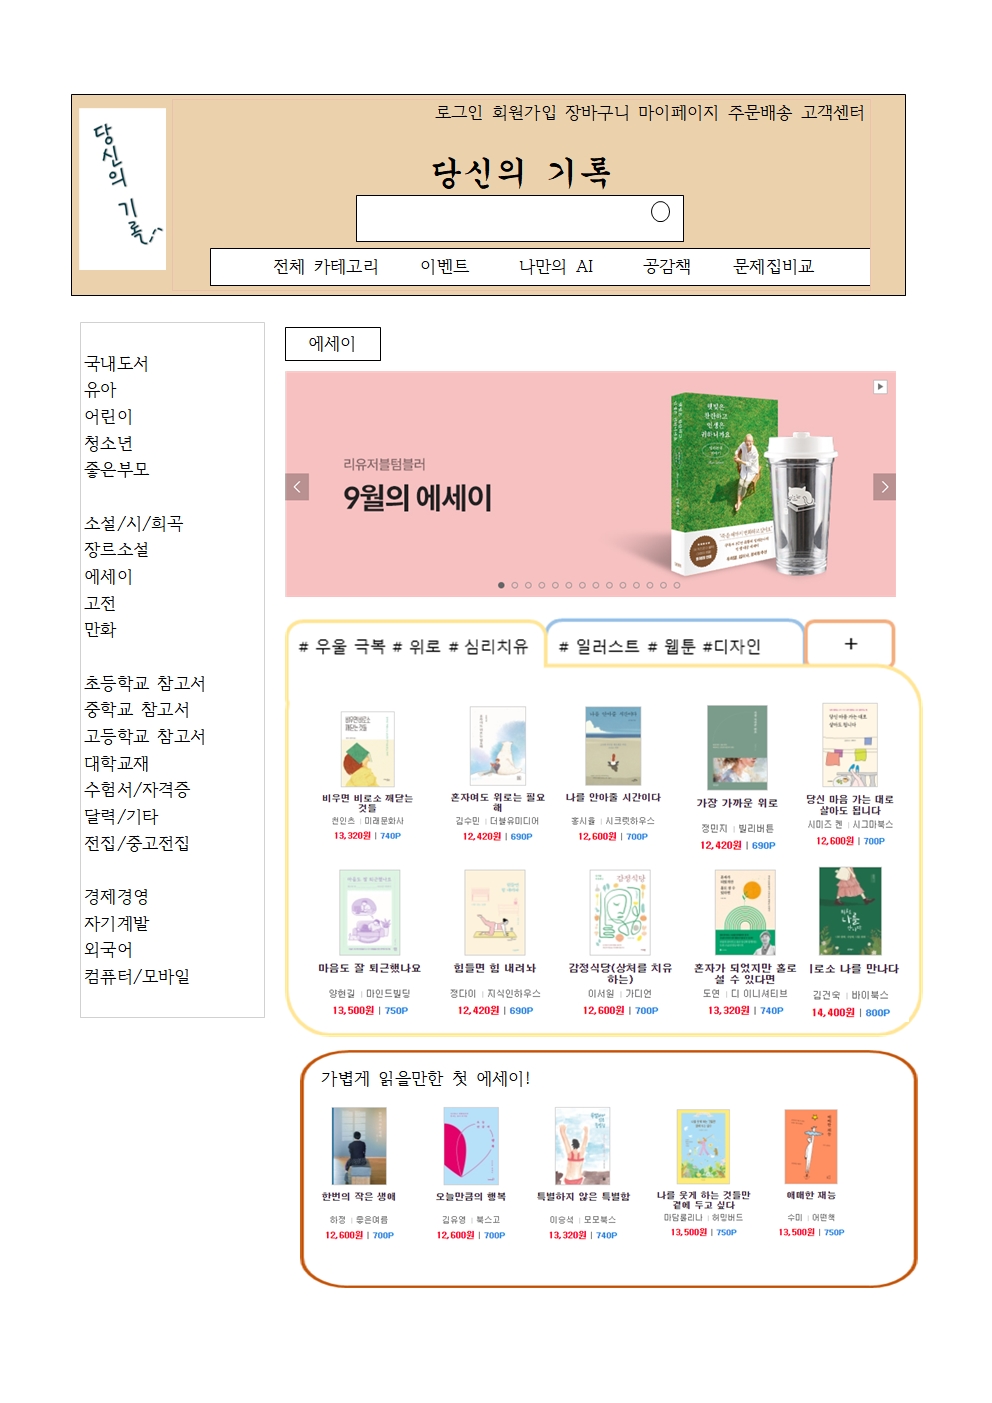 당신의 기록
로그인 회원가입 장바구니 마이페이지 주문배송 고객센터
당신의 기록
전체 카테고리 이벤트 나만의 AI 공감책 문제집비교
국내도서
유아
어린이
청소년
좋은부모
소설/시/희곡
장르소설
에세이
고전
만화
초등학교 참고서
중학교 참고서
고등학교 참고서
대학교재
수험서/자격증
달력/기타
전집/중고전집
경제경영
자기계발
외국어
컴퓨터/모바일
에세이
리유저블텀블러
9월의 에세이
# 우울 극복 # 위로 # 심리치유 # 일러스트 # 웹툰 #디자인 +
비우면 비로소 깨닫는
것들
천인츠 | 미래문화사
13,320원 | 740P
혼자여도 위로는 필요
해
김수민 | 더블유미디어
12,420원 | 690P
나를 안아줄 시간이다
홍시율 | 시크릿하우스
12,600원 | 700P
가장 가까운 위로
정민지 | 빌리버튼
12,420원 | 690P
당신 마음 가는 대로
살아도 됩니다
시미즈 켄 | 시그마북스
12,600원 | 700P
마음도 잘 퇴근했나요
양현길 | 마인드빌딩
13,500원 | 750P
힘들면 힘 내려놔
정다이 | 지식인하우스
12,420원 | 690P
감정식당(상처를 치유
하는)
이서원 | 가디언
12,600원 | 700P
혼자가 되었지만 홀로
설 수 있다면
도연 | 디 이니셔티브
13,320원 | 740P
|로소 나를 만나다
김건숙 | 바이북스
14,400원 | 800P
가볍게 읽을만한 첫 에세이!
한번의 작은 생애
하정 | 좋은여름
12,600원 | 700P
오늘만큼의 행복
김유영 | 북스고
12,600원 | 700P
특별하지 않은 특별함
이승석 | 모모북스
13,320원 | 740P
나를 웃게 하는 것들만
곁에 두고 싶다
마담롤리나 | 허밍버드
13,500원 | 750P
애매한 재능
수미 | 어떤책
13,500원 | 750P